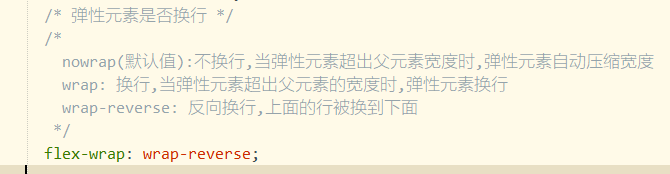 /* 弹性元素是否换行 */
/*
nowrap(默认值):不换行,当弹性元素超出父元素宽度时,弹性元素自动压缩宽度
wrap: 换行,当弹性元素超出父元素的宽度时,弹性元素换行
wrap-reverse: 反向换行,上面的行被换到下面
*/
flex-wrap: wrap-reverse;